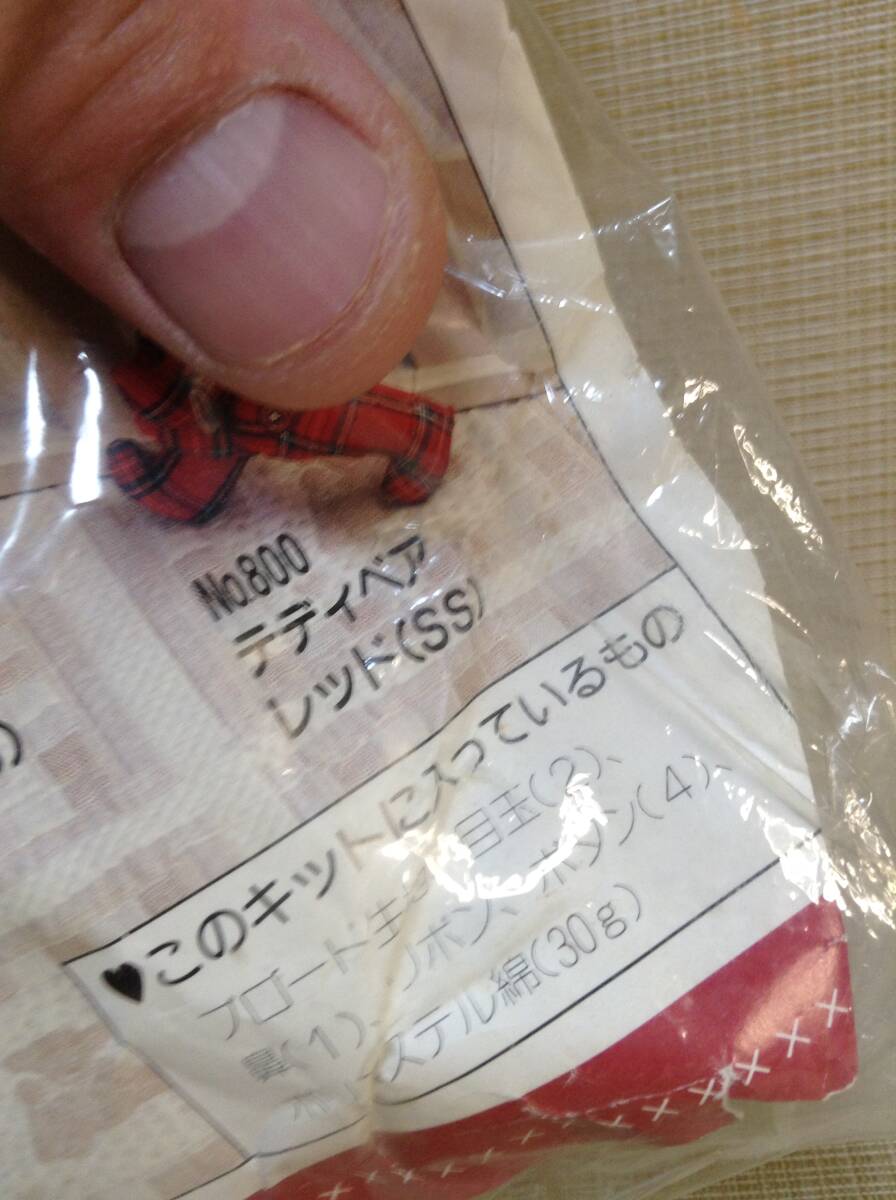 No.800
テディベア
レッド(SS)
♥このキットに入っているもの
ブロード生地、目玉(2)、
鼻(1)、リボン、ボタン(4)、
ポリエステル綿(30g)
)